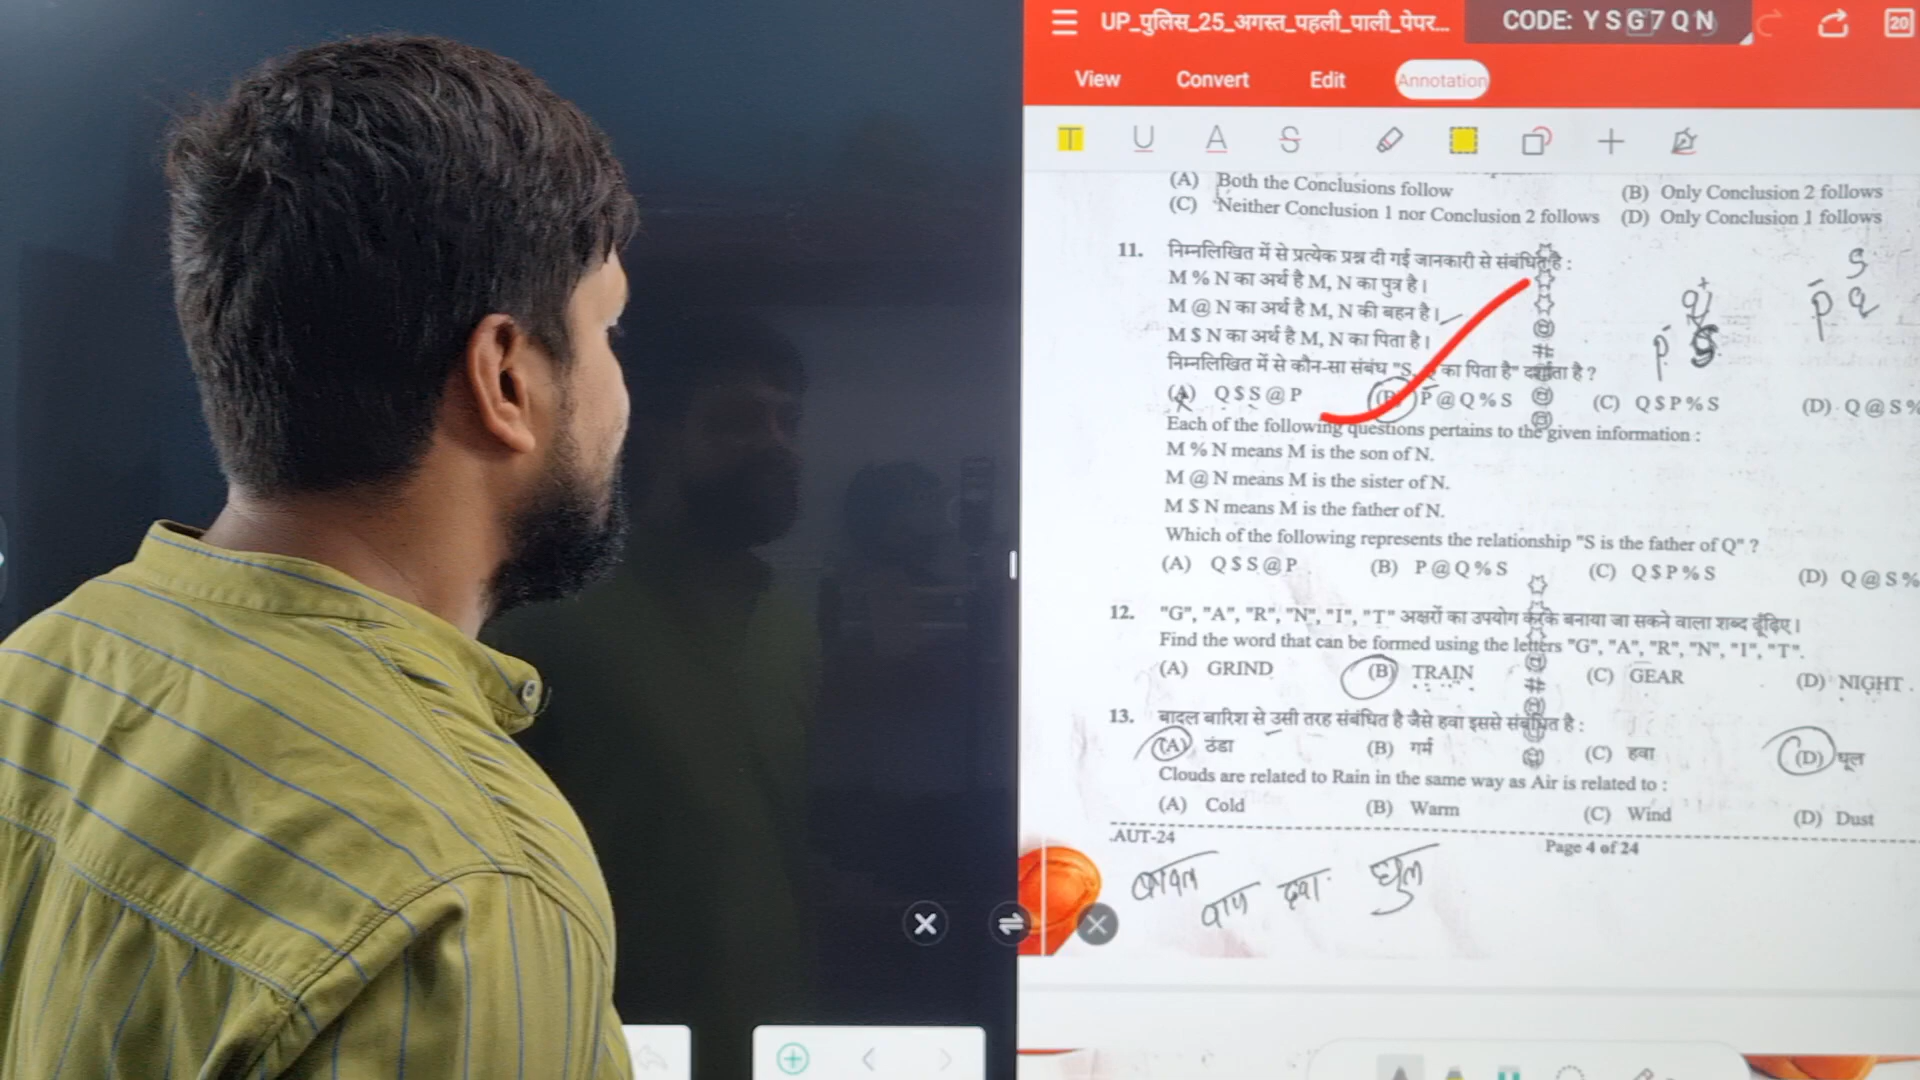 UP_पुलिस_25_अगस्त_पहली_पाली_पेपर...
CODE: Y S G 7 Q N
20
View Convert Edit Annotation
(A) Both the Conclusions follow (B) Only Conclusion 2 follows
(C) Neither Conclusion 1 nor Conclusion 2 follows (D) Only Conclusion 1 follows
11. निम्नलिखित में से प्रत्येक प्रश्न दी गई जानकारी से संबंधित है :
M % N का अर्थ है M, N का पुत्र है।
M @ N का अर्थ है M, N की बहन है।
M $ N का अर्थ है M, N का पिता है।
निम्नलिखित में से कौन-सा संबंध "S, का पिता है" दर्शाता है ?
(A) Q $ S @ P (B) P @ Q % S (C) Q $ P % S (D) Q @ S %
Each of the following questions pertains to the given information :
M % N means M is the son of N.
M @ N means M is the sister of N.
M $ N means M is the father of N.
Which of the following represents the relationship "S is the father of Q" ?
(A) Q $ S @ P (B) P @ Q % S (C) Q $ P % S (D) Q @ S %
12. "G", "A", "R", "N", "I", "T" अक्षरों का उपयोग करके बनाया जा सकने वाला शब्द ढूँढ़िए।
Find the word that can be formed using the letters "G", "A", "R", "N", "I", "T".
(A) GRIND (B) TRAIN (C) GEAR (D) NIGHT
13. बादल बारिश से उसी तरह संबंधित है जैसे हवा इससे संबंधित है :
(A) ठंडा (B) गर्म (C) हवा (D) धूल
Clouds are related to Rain in the same way as Air is related to :
(A) Cold (B) Warm (C) Wind (D) Dust
AUT-24
Page 4 of 24